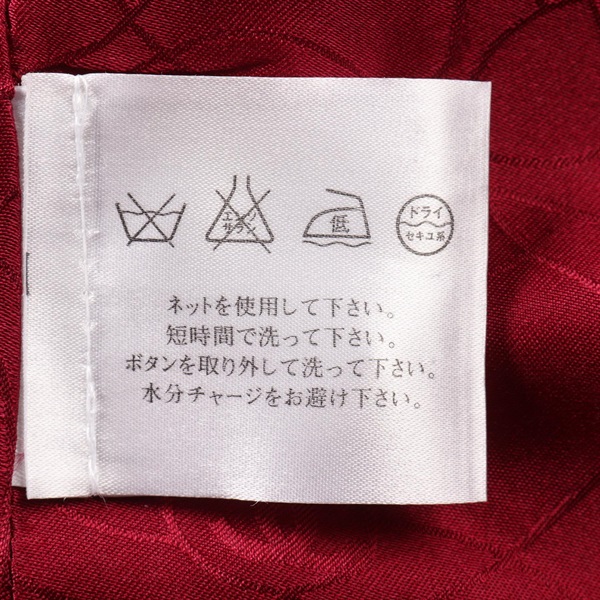 エンソ
サラシ
低
ドライ
セキユ系
ネットを使用して下さい。
短時間で洗って下さい。
ボタンを取り外して洗って下さい。
水分チャージをお避け下さい。